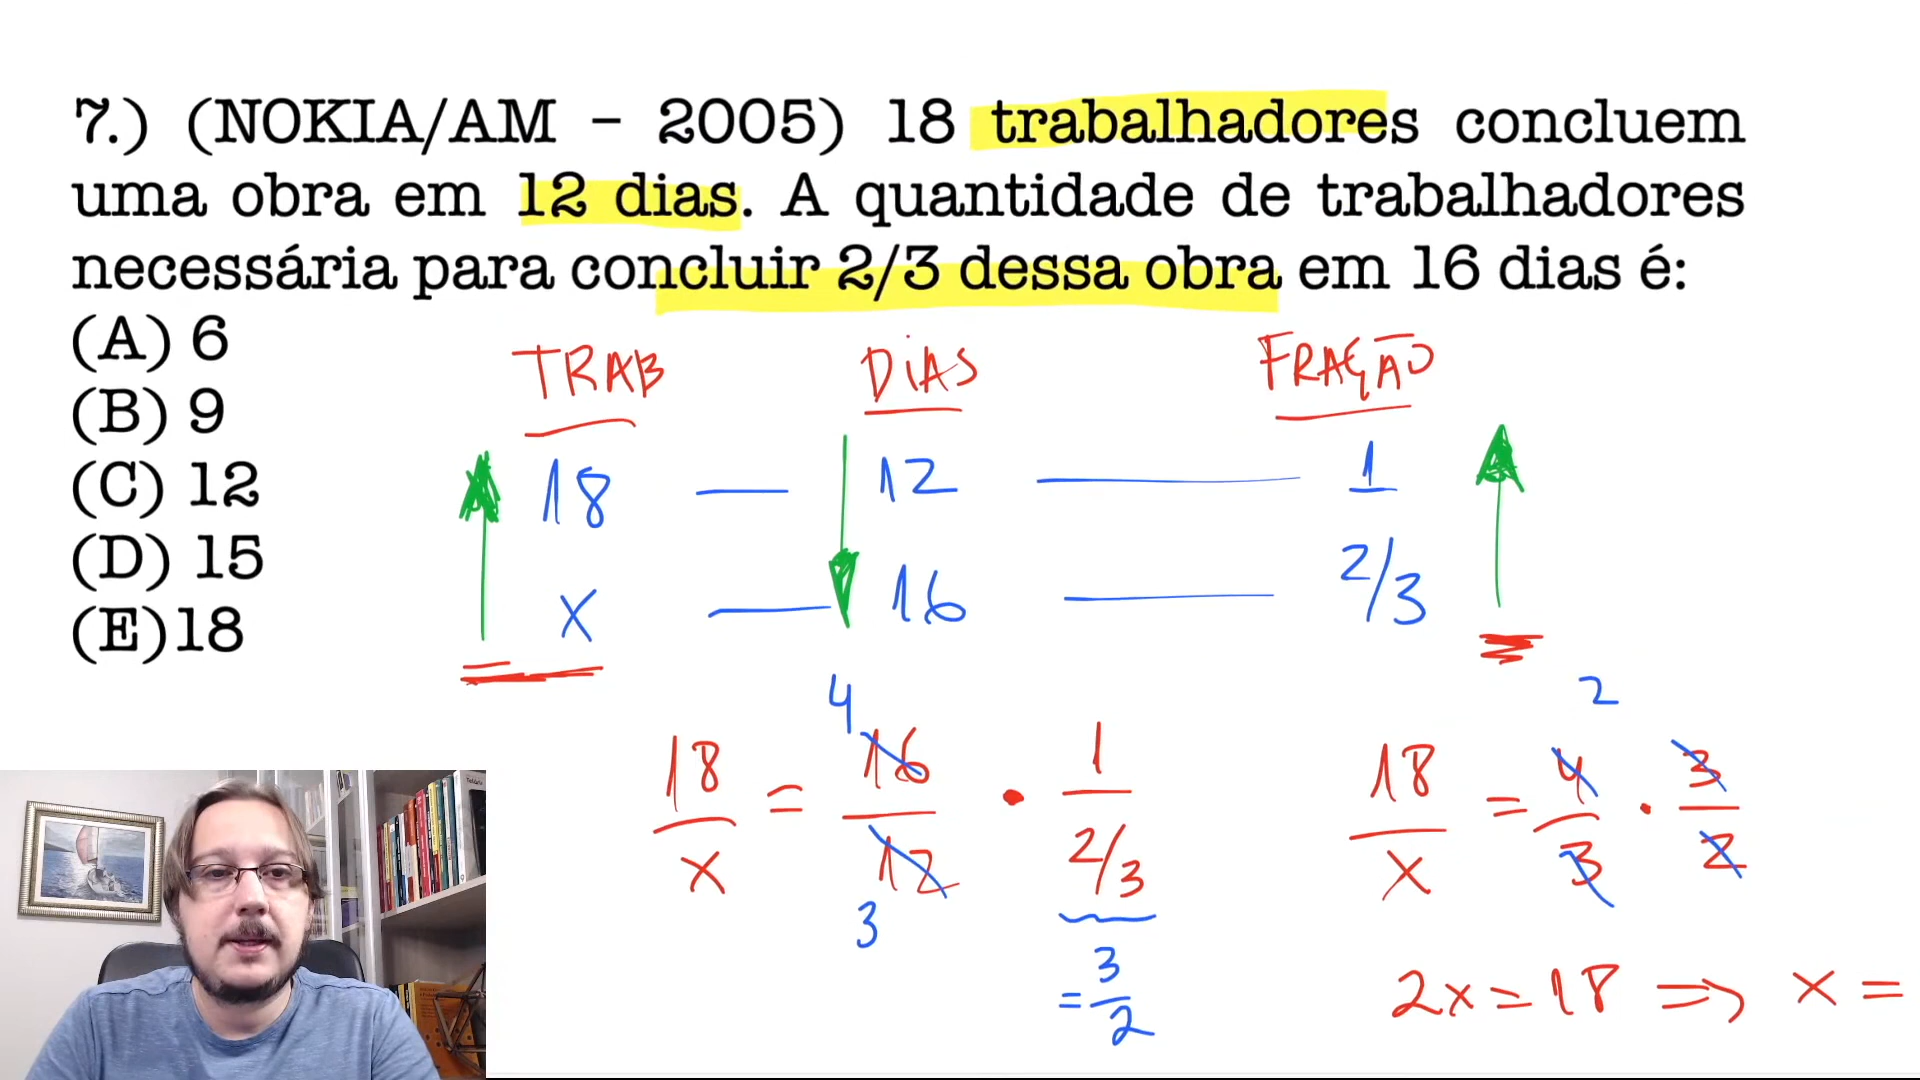 7.) (NOKIA/AM – 2005) 18 trabalhadores concluem
uma obra em 12 dias. A quantidade de trabalhadores
necessária para concluir 2/3 dessa obra em 16 dias é:
(A) 6
(B) 9
(C) 12
(D) 15
(E)18
TRAB DIAS FRAÇÃO
18 — 12 — 1
x — 16 — 2/3
4 2
18/x = 16/12 · 1/(2/3) 18/x = 4/3 · 3/2
3
= 3/2
2x = 18 => x =